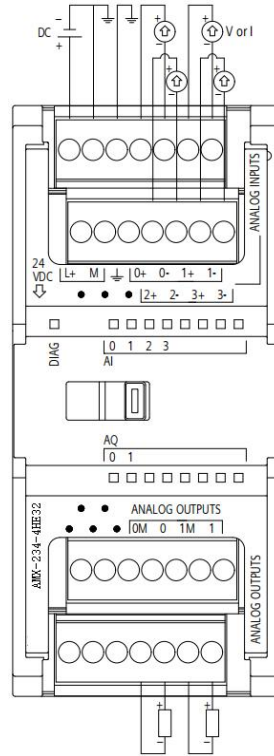 DC
V or I
ANALOG INPUTS
24
VDC
L+ M 0+ 0- 1+ 1-
2+ 2- 3+ 3-
DIAG
0 1 2 3
AI
AQ
0 1
AMX-234-4HE32
ANALOG OUTPUTS
0M 0 1M 1
ANALOG OUTPUTS